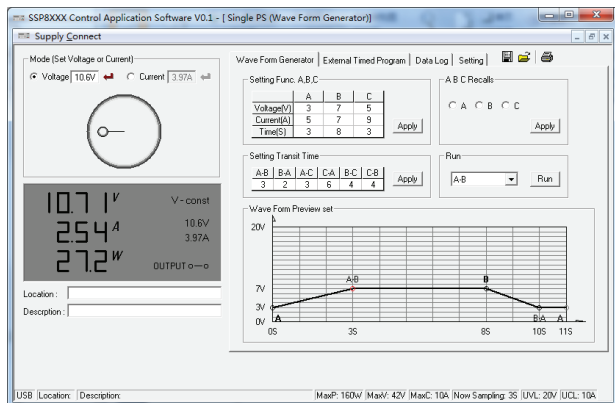 SSP8XXX Control Application Software V0.1 - [ Single PS (Wave Form Generator)]
Supply Connect
Mode (Set Voltage or Current)
Voltage 10.6V Current 3.97A
10.71 V V-const
2.54 A 10.6V
3.97A
27.2 W OUTPUT
Location :
Descrption :
Wave Form Generator External Timed Program Data Log Setting
Setting Func. A,B,C
A B C
Voltage(V) 3 7 5
Current(A) 5 7 9
Time(S) 3 8 3
Apply
A B C Recalls
A B C
Apply
Setting Transit Time
A-B B-A A-C C-A B-C C-B
3 2 3 6 4 4
Apply
Run
A-B Run
Wave Form Preview set
20V
7V
3V
0V
A-B B
A B-A A
0S 3S 8S 10S 11S
USB Location: Description: MaxP: 160W MaxV: 42V MaxC: 10A Now Sampling: 3S UVL: 20V UCL: 10A